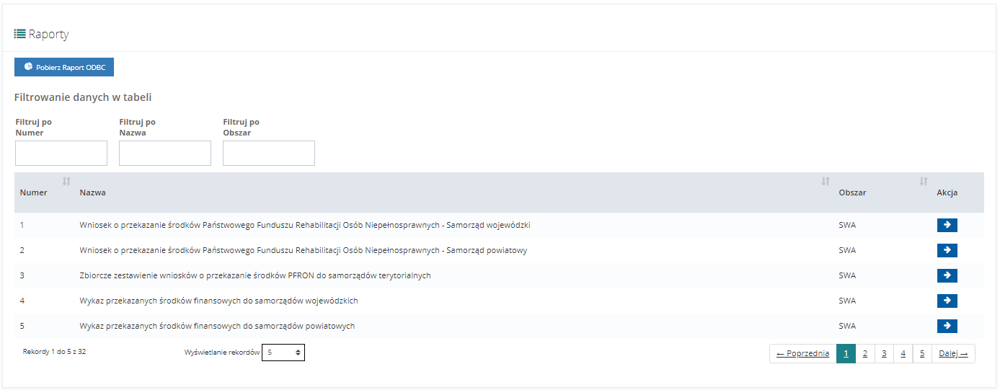 Raporty
Pobierz Raport ODBC
Filtrowanie danych w tabeli
Filtruj po Numer
Filtruj po Nazwa
Filtruj po Obszar
Numer Nazwa Obszar Akcja
1 Wniosek o przekazanie środków Państwowego Funduszu Rehabilitacji Osób Niepełnosprawnych - Samorząd wojewódzki SWA
2 Wniosek o przekazanie środków Państwowego Funduszu Rehabilitacji Osób Niepełnosprawnych - Samorząd powiatowy SWA
3 Zbiorcze zestawienie wniosków o przekazanie środków PFRON do samorządów terytorialnych SWA
4 Wykaz przekazanych środków finansowych do samorządów wojewódzkich SWA
5 Wykaz przekazanych środków finansowych do samorządów powiatowych SWA
Rekordy 1 do 5 z 32 Wyświetlanie rekordów 5 ← Poprzednia 1 2 3 4 5 Dalej →